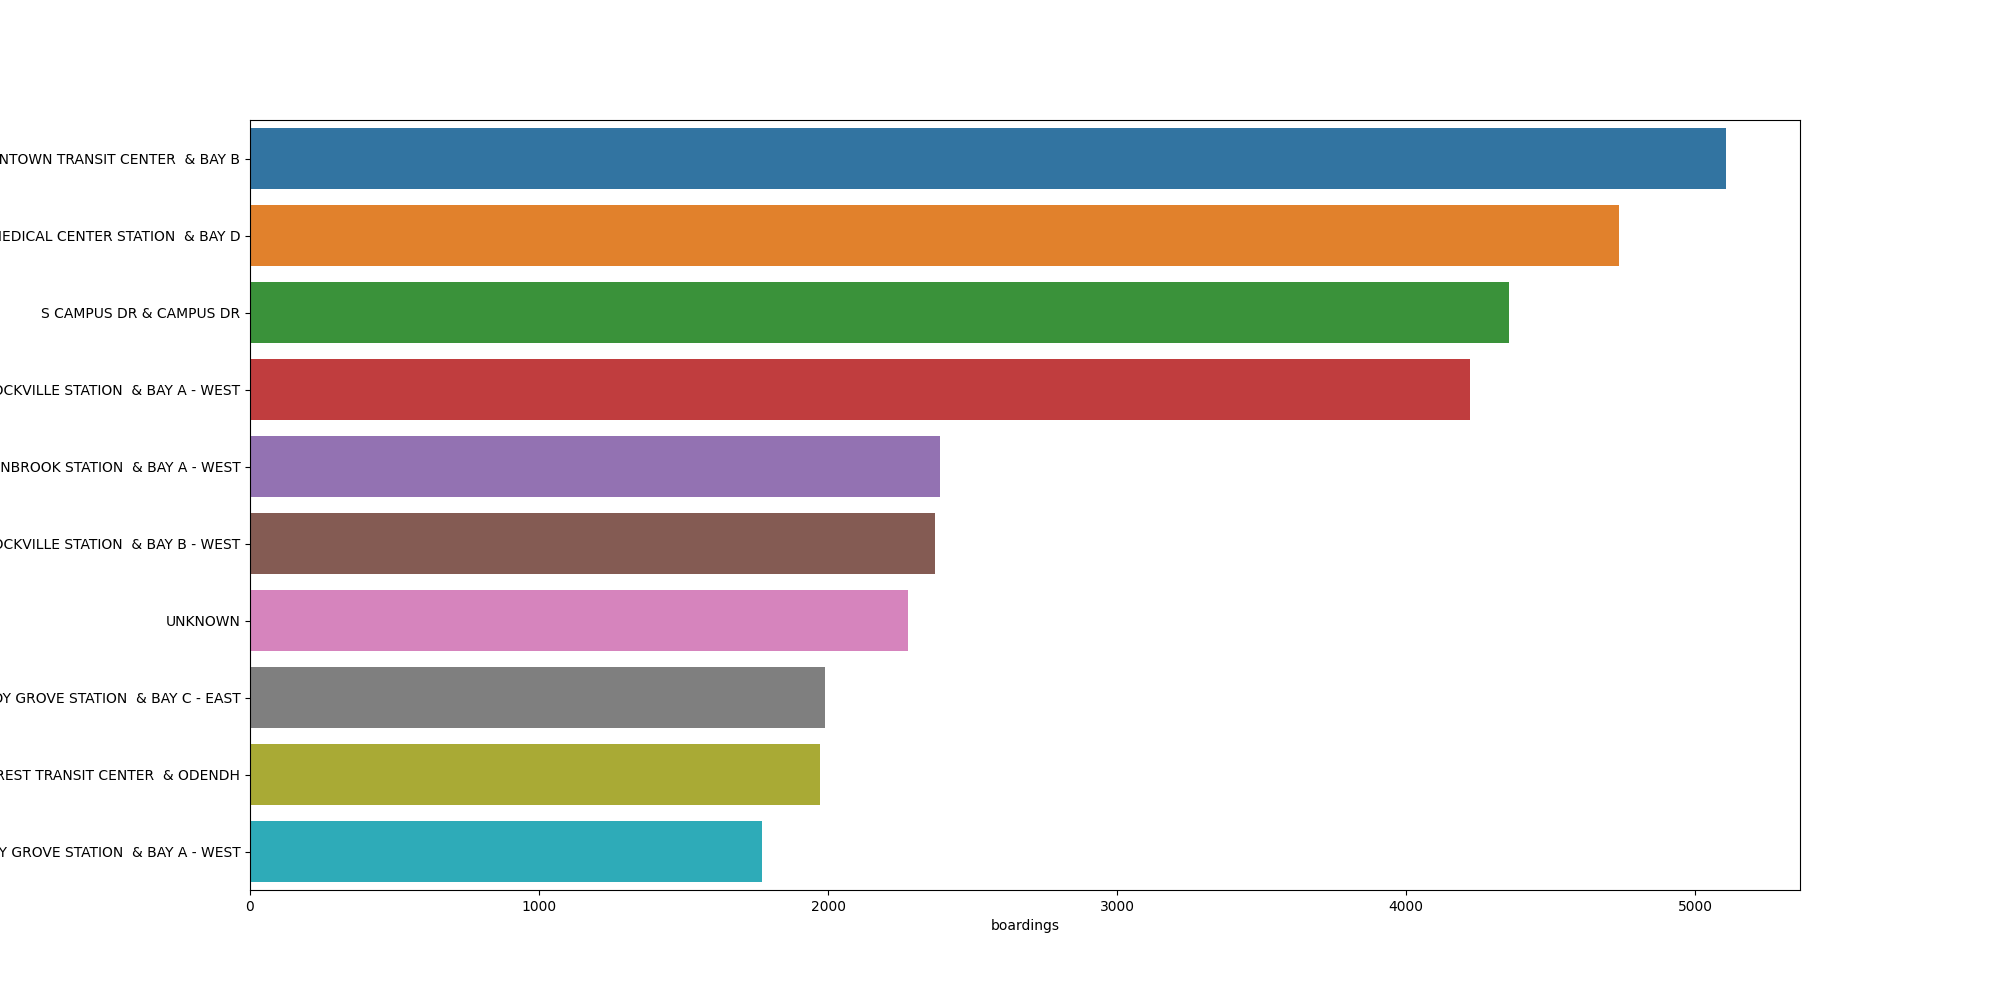 NTOWN TRANSIT CENTER  & BAY B
EDICAL CENTER STATION  & BAY D
S CAMPUS DR & CAMPUS DR
OCKVILLE STATION  & BAY A - WEST
NBROOK STATION  & BAY A - WEST
OCKVILLE STATION  & BAY B - WEST
UNKNOWN
DY GROVE STATION  & BAY C - EAST
REST TRANSIT CENTER  & ODENDH
Y GROVE STATION  & BAY A - WEST
0 1000 2000 3000 4000 5000
boardings